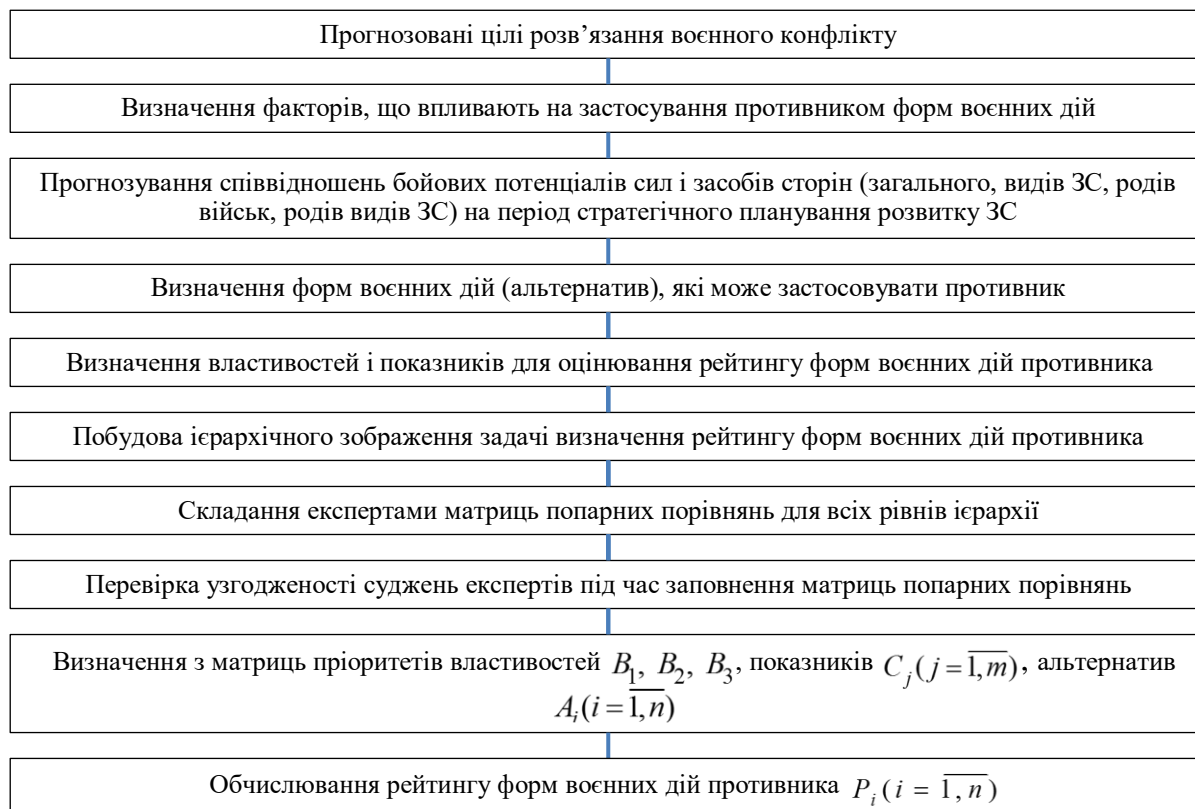 Прогнозовані цілі розв’язання воєнного конфлікту
Визначення факторів, що впливають на застосування противником форм воєнних дій
Прогнозування співвідношень бойових потенціалів сил і засобів сторін (загального, видів ЗС, родів
військ, родів видів ЗС) на період стратегічного планування розвитку ЗС
Визначення форм воєнних дій (альтернатив), які може застосовувати противник
Визначення властивостей і показників для оцінювання рейтингу форм воєнних дій противника
Побудова ієрархічного зображення задачі визначення рейтингу форм воєнних дій противника
Складання експертами матриць попарних порівнянь для всіх рівнів ієрархії
Перевірка узгодженості суджень експертів під час заповнення матриць попарних порівнянь
Визначення з матриць пріоритетів властивостей B₁, B₂, B₃, показників Cⱼ(j=1,m), альтернатив
Aᵢ(i=1,n)
Обчислювання рейтингу форм воєнних дій противника Pᵢ(i = 1,n)